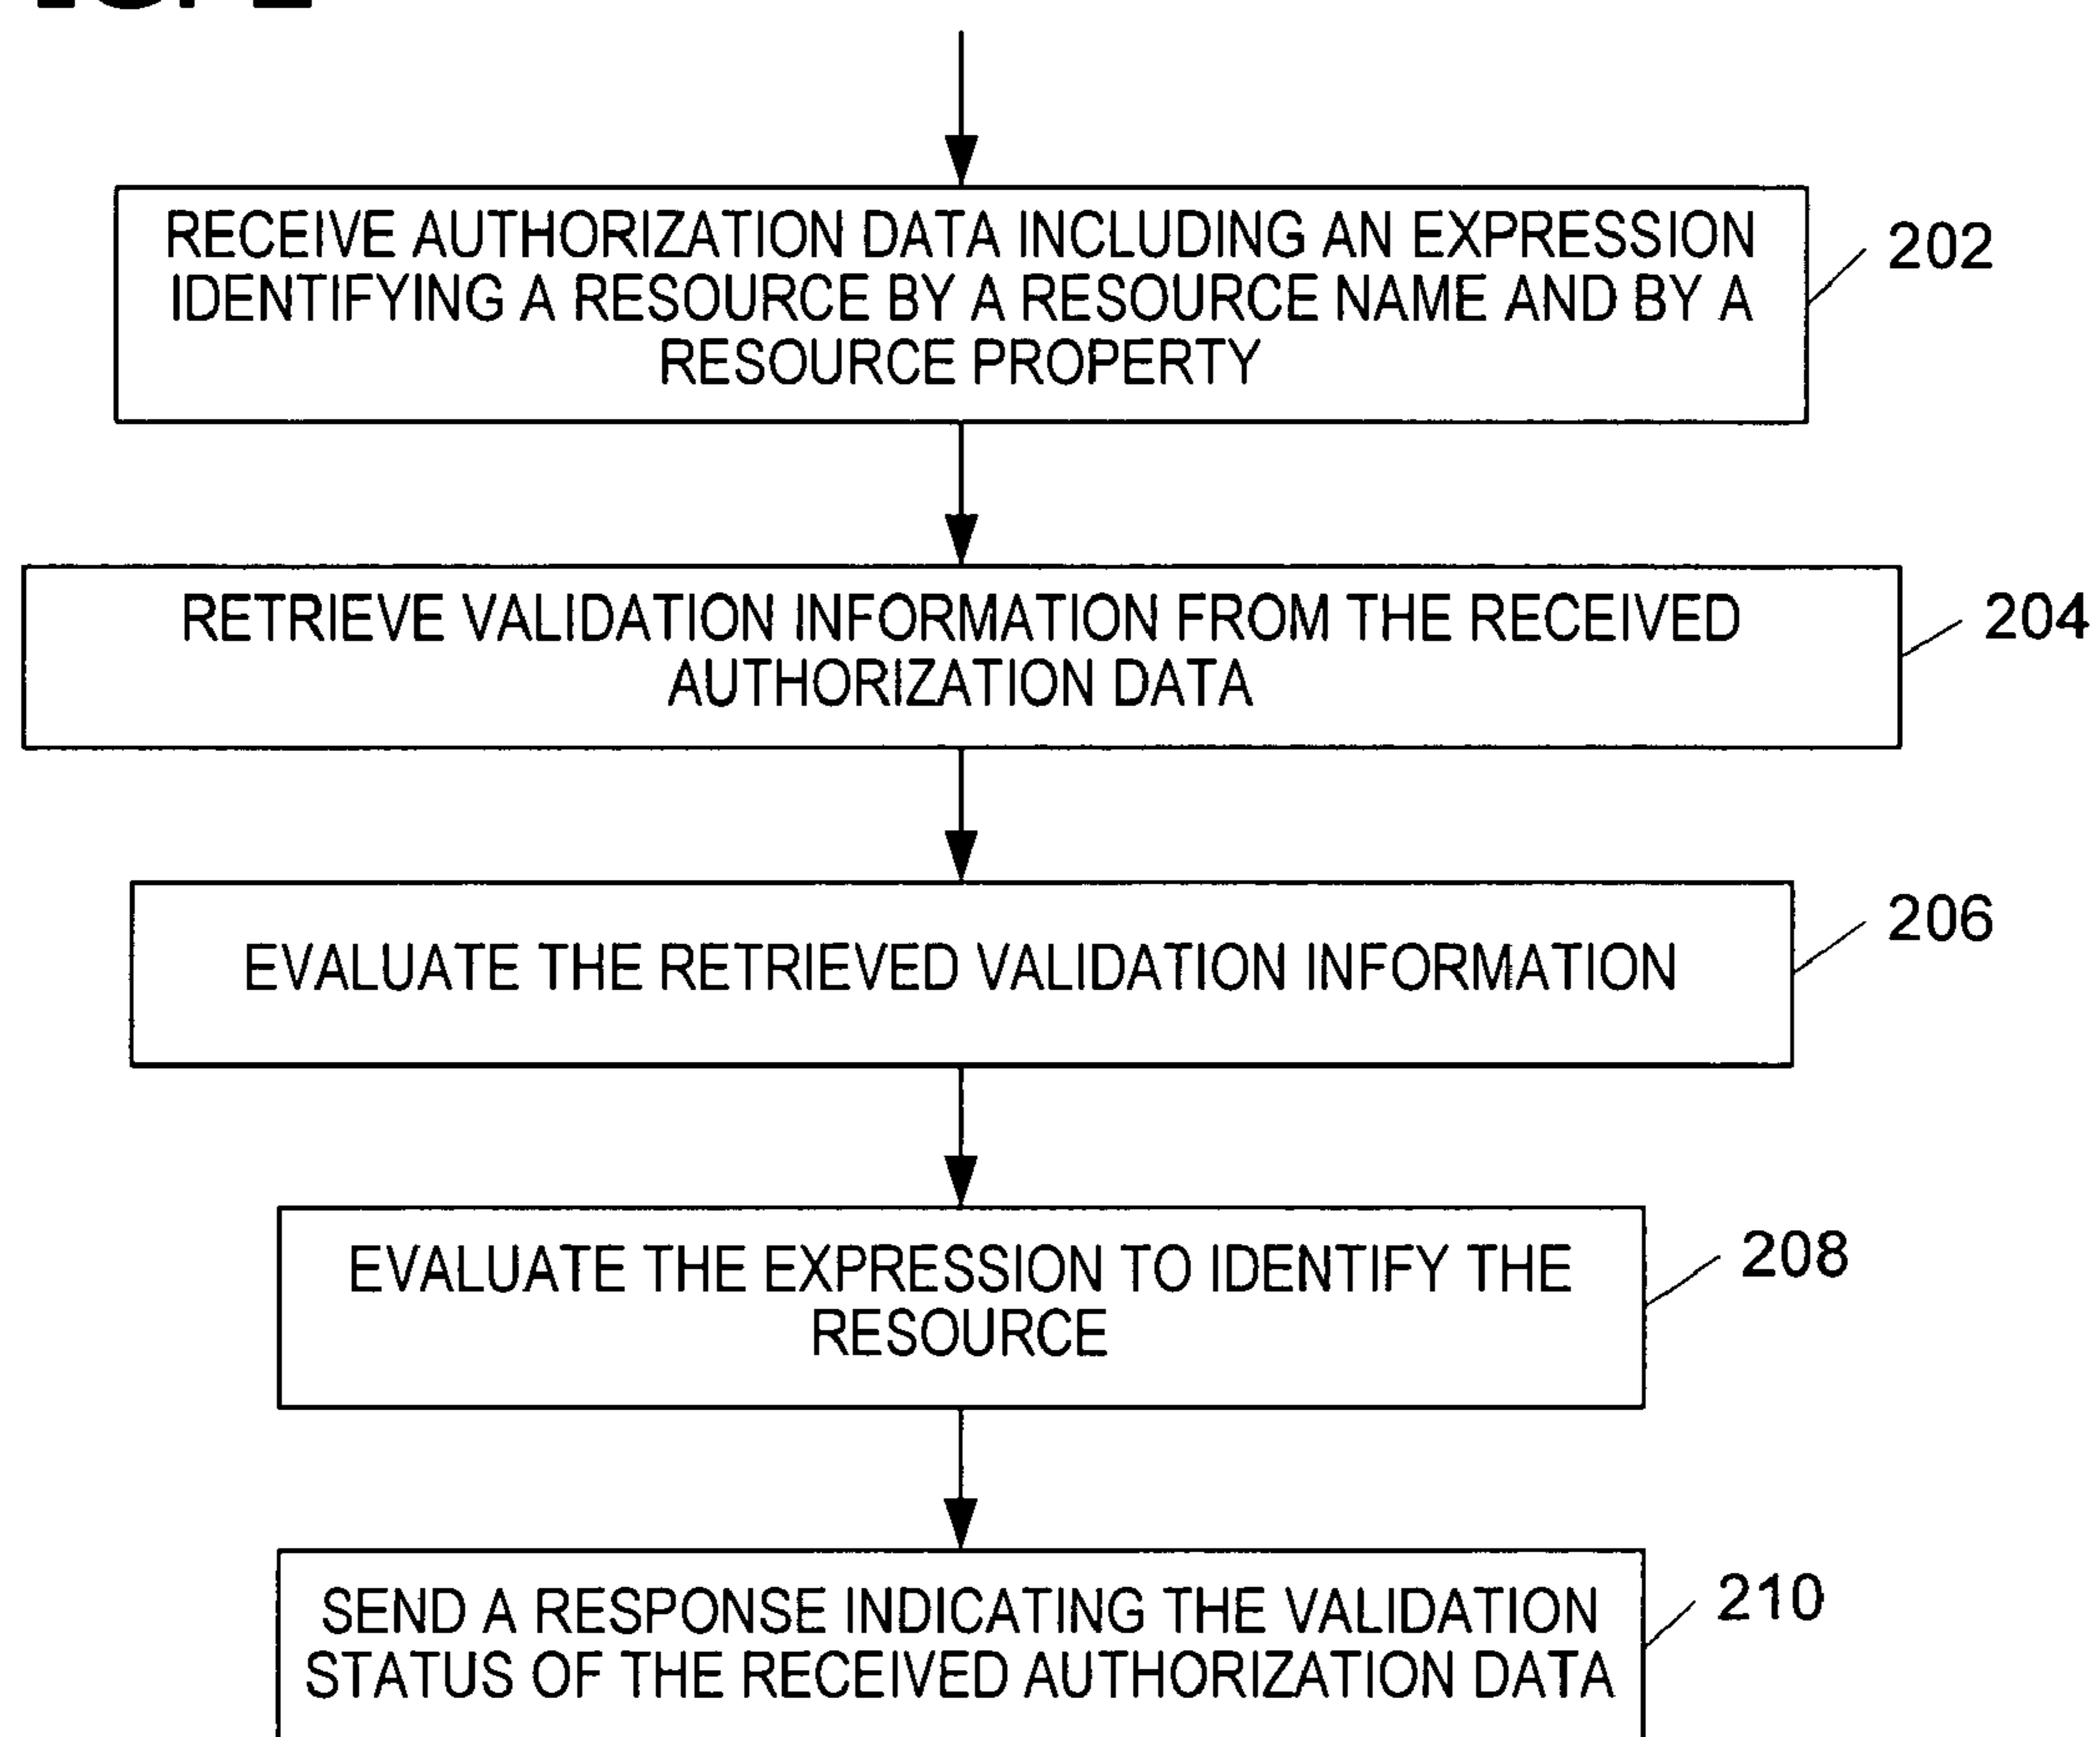 RECEIVE AUTHORIZATION DATA INCLUDING AN EXPRESSION
IDENTIFYING A RESOURCE BY A RESOURCE NAME AND BY A
RESOURCE PROPERTY
202
RETRIEVE VALIDATION INFORMATION FROM THE RECEIVED
AUTHORIZATION DATA
204
EVALUATE THE RETRIEVED VALIDATION INFORMATION
206
EVALUATE THE EXPRESSION TO IDENTIFY THE
RESOURCE
208
SEND A RESPONSE INDICATING THE VALIDATION
STATUS OF THE RECEIVED AUTHORIZATION DATA
210